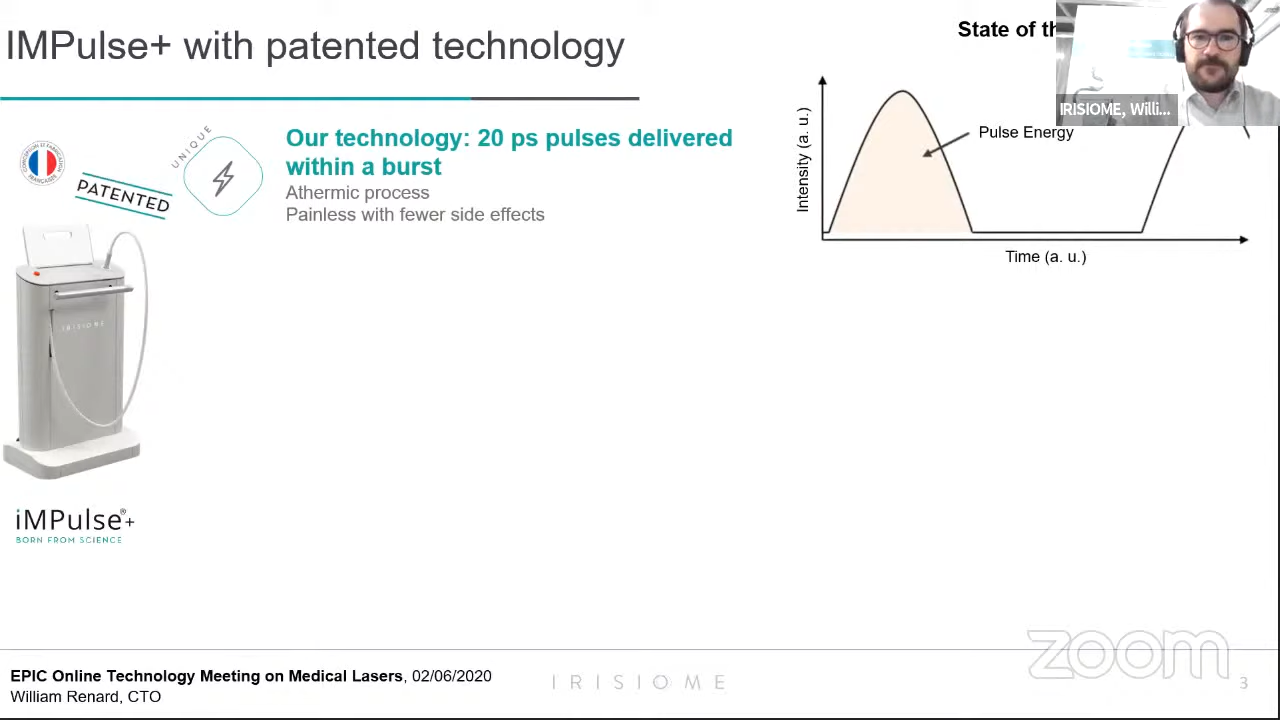 IMPulse+ with patented technology
State of th
IRISIOME, Willi...
UNIQUE
PATENTED
Our technology: 20 ps pulses delivered
within a burst
Athermic process
Painless with fewer side effects
Intensity (a. u.)
Pulse Energy
Time (a. u.)
IRISIOME
iMPulse®+
BORN FROM SCIENCE
zoom
EPIC Online Technology Meeting on Medical Lasers, 02/06/2020
William Renard, CTO
IRISIOME
3